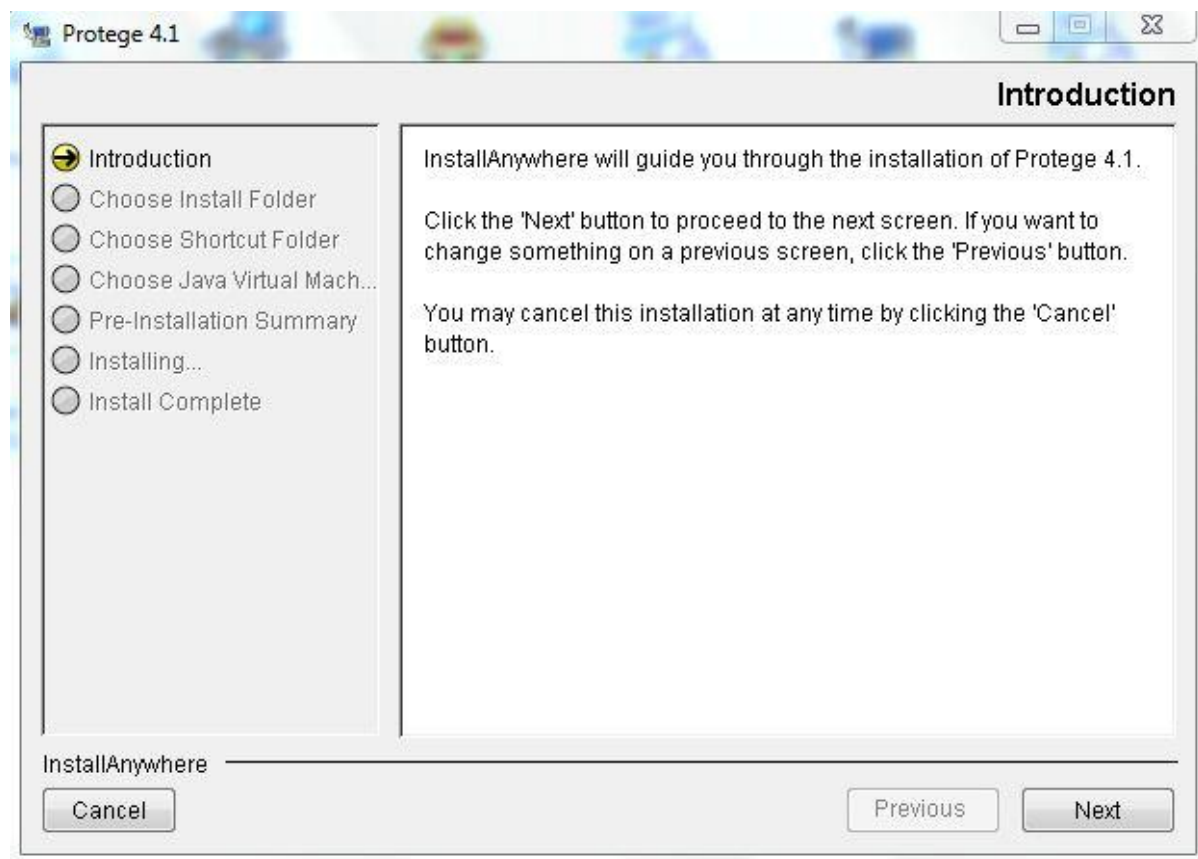 Protege 4.1
Introduction
Introduction
Choose Install Folder
Choose Shortcut Folder
Choose Java Virtual Mach...
Pre-Installation Summary
Installing...
Install Complete
InstallAnywhere will guide you through the installation of Protege 4.1.
Click the 'Next' button to proceed to the next screen. If you want to
change something on a previous screen, click the 'Previous' button.
You may cancel this installation at any time by clicking the 'Cancel'
button.
InstallAnywhere
Cancel
Previous
Next